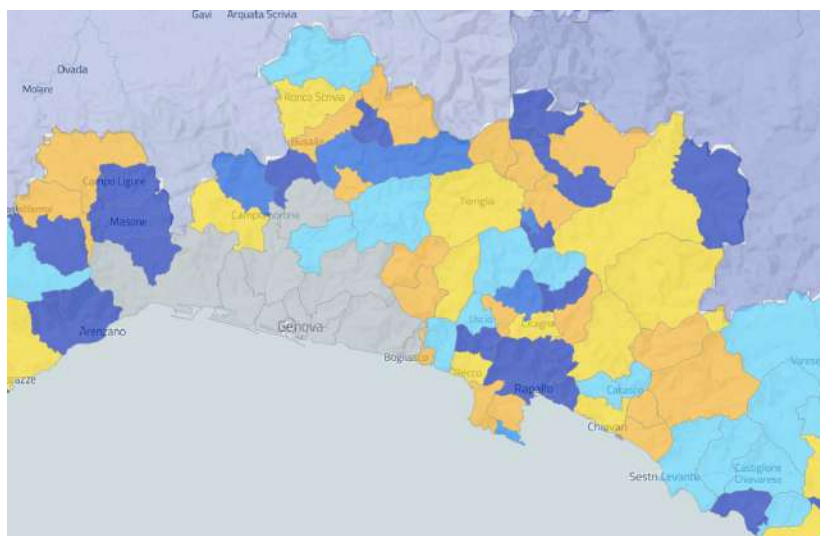 Gavi Arquata Scrivia
Ovada
Molare
Ronco Scrivia
Busalla
Campo Ligure
Masone
Campomorone
Torriglia
Arenzano
Genova
Uscio
Cicagna
Bogliasco
Recco
Rapallo
Carasco
Varese
Chiavari
Sestri Levante
Castiglione
Chiavarese